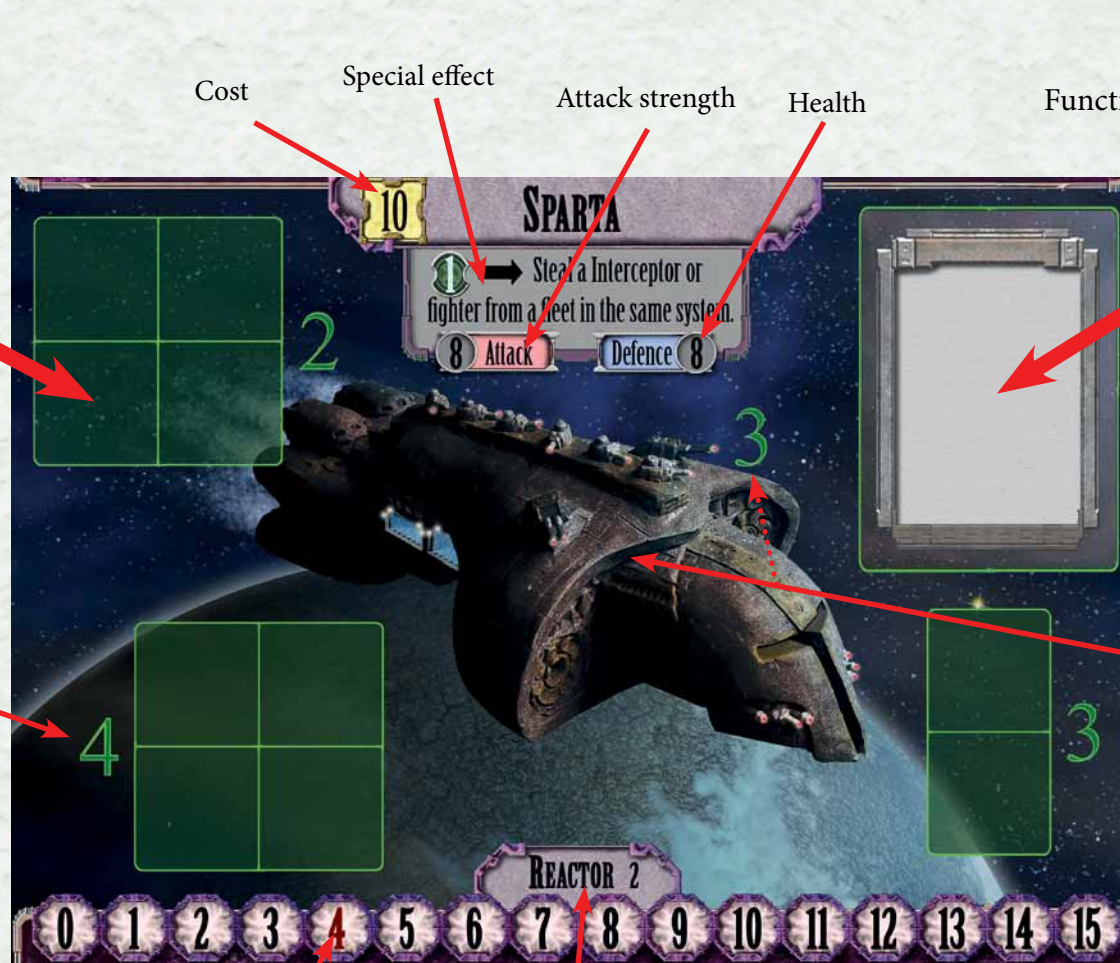 Cost
Special effect
Attack strength
Health
Functi
10
SPARTA
1 Steal a Interceptor or
fighter from a fleet in the same system.
8 Attack
Defence 8
2
3
4
3
REACTOR 2
0 1 2 3 4 5 6 7 8 9 10 11 12 13 14 15